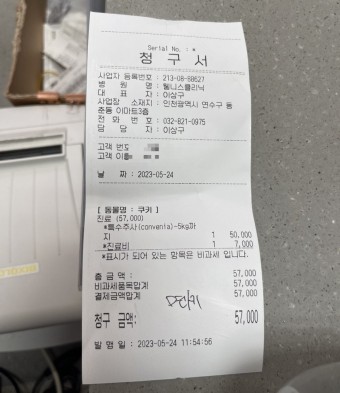 Serial No. : *
청 구 서
사업자 등록번호 : 213-08-68627
병 원 명 : 웰니스클리닉
대 표 자 : 이상구
사업장 소재지 : 인천광역시 연수구 동
춘동 이마트3층
전 화 번 호 : 032-821-0975
담 당 자 : 이상구
고객 번호
고객 이름
날 짜 : 2023-05-24
[ 동물명 : 쿠키 ]
진료 (57,000)
*특수주사(convenia)-5kg까
지 1 50,000
*진료비 1 7,000
*표시가 되어 있는 항목은 비과세 입니다.
총 금 액 : 57,000
비과세품목합계 57,000
결제금액합계 57,000
청구 금액: 57,000
발 행 일 : 2023-05-24 11:54:56